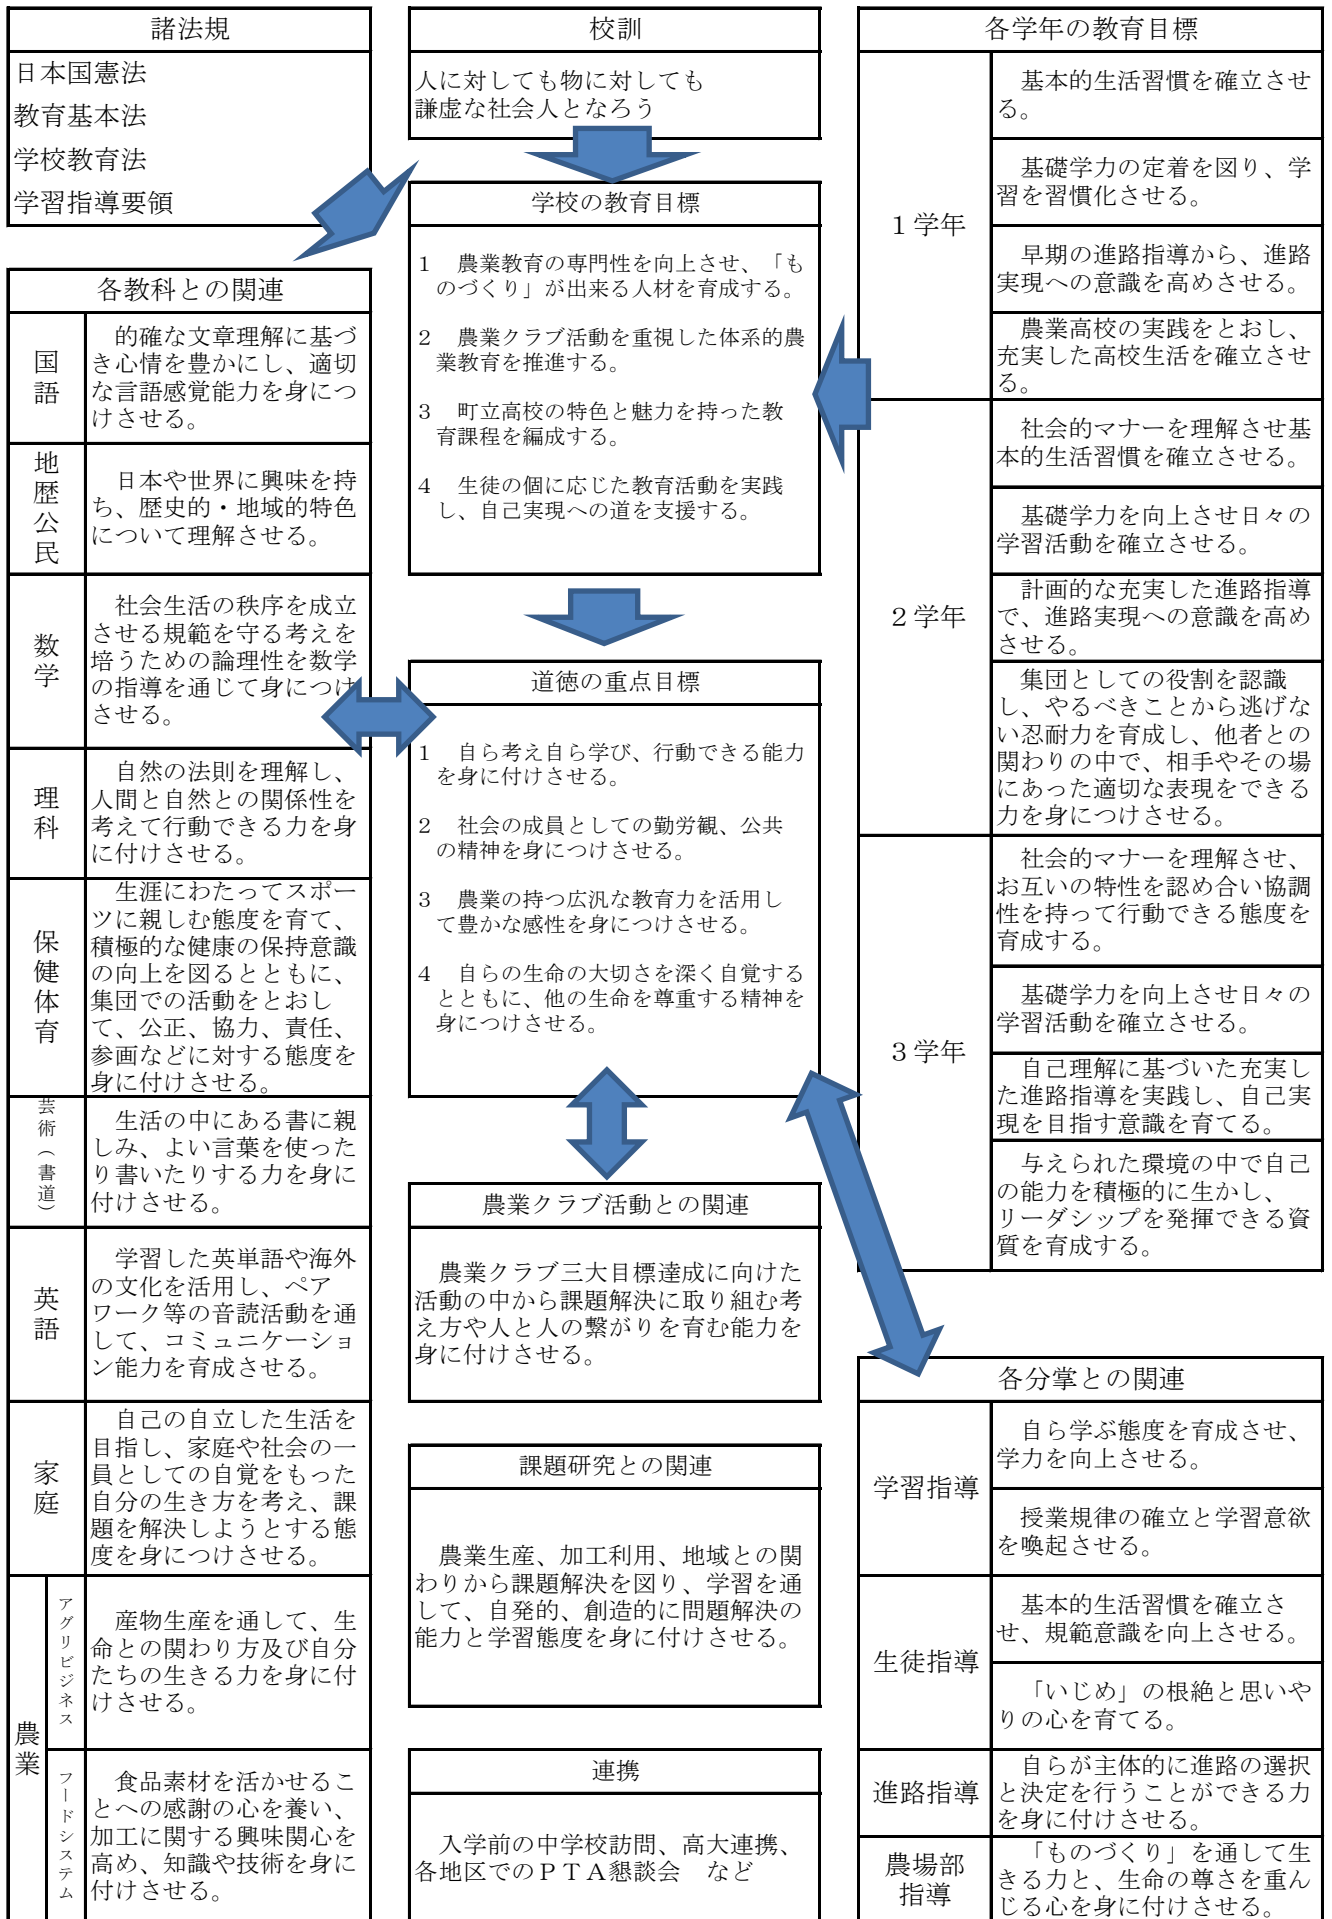 諸法規
日本国憲法
教育基本法
学校教育法
学習指導要領
各教科との関連
国語
的確な文章理解に基づ
き心情を豊かにし、適切
な言語感覚能力を身につ
けさせる。
地歴公民
日本や世界に興味を持
ち、歴史的・地域的特色
について理解させる。
数学
社会生活の秩序を成立
させる規範を守る考えを
培うための論理性を数学
の指導を通じて身につけ
させる。
理科
自然の法則を理解し、
人間と自然との関係性を
考えて行動できる力を身
に付けさせる。
保健体育
生涯にわたってスポー
ツに親しむ態度を育て、
積極的な健康の保持意識
の向上を図るとともに、
集団での活動をとおし
て、公正、協力、責任、
参画などに対する態度を
身に付けさせる。
芸術（書道）
生活の中にある書に親
しみ、よい言葉を使った
り書いたりする力を身に
付けさせる。
英語
学習した英単語や海外
の文化を活用し、ペア
ワーク等の音読活動を通
して、コミュニケーショ
ン能力を育成させる。
家庭
自己の自立した生活を
目指し、家庭や社会の一
員としての自覚をもった
自分の生き方を考え、課
題を解決しようとする態
度を身につけさせる。
農業
アグリビジネス
産物生産を通して、生
命との関わり方及び自分
たちの生きる力を身に付
けさせる。
フードシステム
食品素材を活かせるこ
とへの感謝の心を養い、
加工に関する興味関心を
高め、知識や技術を身に
付けさせる。
校訓
人に対しても物に対しても
謙虚な社会人となろう
学校の教育目標
１　農業教育の専門性を向上させ、「も
のづくり」が出来る人材を育成する。
２　農業クラブ活動を重視した体系的農
業教育を推進する。
３　町立高校の特色と魅力を持った教
育課程を編成する。
４　生徒の個に応じた教育活動を実践
し、自己実現への道を支援する。
道徳の重点目標
１　自ら考え自ら学び、行動できる能力
を身に付けさせる。
２　社会の成員としての勤労観、公共
の精神を身につけさせる。
３　農業の持つ広汎な教育力を活用し
て豊かな感性を身につけさせる。
４　自らの生命の大切さを深く自覚する
とともに、他の生命を尊重する精神を
身につけさせる。
農業クラブ活動との関連
農業クラブ三大目標達成に向けた
活動の中から課題解決に取り組む考
え方や人と人の繋がりを育む能力を
身に付けさせる。
課題研究との関連
農業生産、加工利用、地域との関
わりから課題解決を図り、学習を通
して、自発的、創造的に問題解決の
能力と学習態度を身に付けさせる。
連携
入学前の中学校訪問、高大連携、
各地区でのＰＴＡ懇談会　など
各学年の教育目標
１学年
基本的生活習慣を確立させ
る。
基礎学力の定着を図り、学
習を習慣化させる。
早期の進路指導から、進路
実現への意識を高めさせる。
農業高校の実践をとおし、
充実した高校生活を確立させ
る。
２学年
社会的マナーを理解させ基
本的生活習慣を確立させる。
基礎学力を向上させ日々の
学習活動を確立させる。
計画的な充実した進路指導
で、進路実現への意識を高め
させる。
集団としての役割を認識
し、やるべきことから逃げな
い忍耐力を育成し、他者との
関わりの中で、相手やその場
にあった適切な表現をできる
力を身につけさせる。
３学年
社会的マナーを理解させ、
お互いの特性を認め合い協調
性を持って行動できる態度を
育成する。
基礎学力を向上させ日々の
学習活動を確立させる。
自己理解に基づいた充実し
た進路指導を実践し、自己実
現を目指す意識を育てる。
与えられた環境の中で自己
の能力を積極的に生かし、
リーダシップを発揮できる資
質を育成する。
各分掌との関連
学習指導
自ら学ぶ態度を育成させ、
学力を向上させる。
授業規律の確立と学習意欲
を喚起させる。
生徒指導
基本的生活習慣を確立さ
せ、規範意識を向上させる。
「いじめ」の根絶と思いや
りの心を育てる。
進路指導
自らが主体的に進路の選択
と決定を行うことができる力
を身に付けさせる。
農場部
指導
「ものづくり」を通して生
きる力と、生命の尊さを重ん
じる心を身に付けさせる。